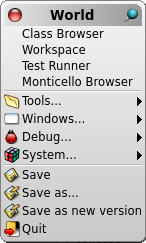 World
Class Browser
Workspace
Test Runner
Monticello Browser
Tools...
Windows...
Debug...
System...
Save
Save as...
Save as new version
Quit